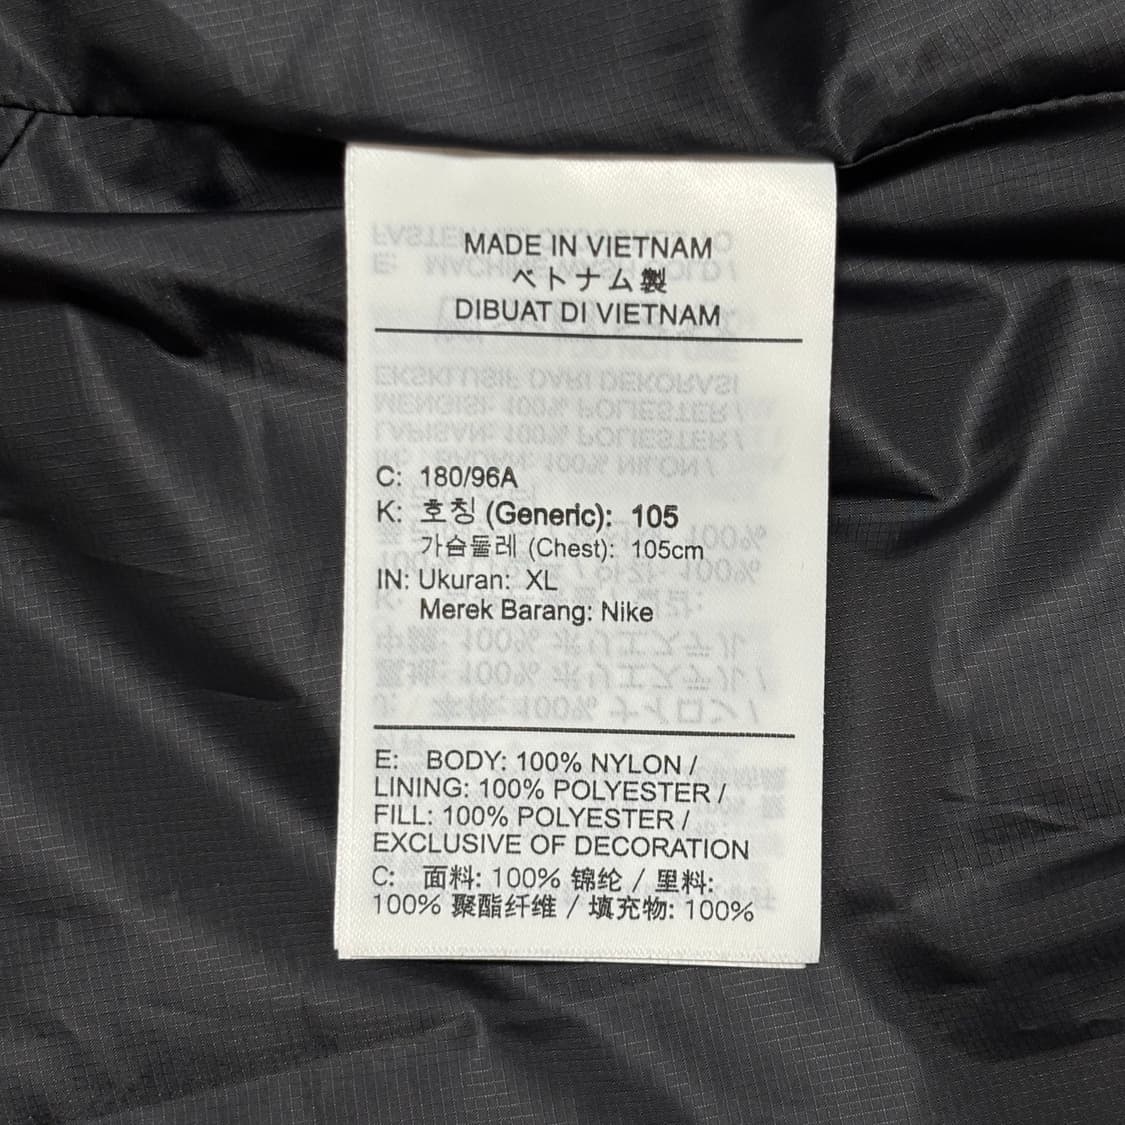 MADE IN VIETNAM
ベトナム製
DIBUAT DI VIETNAM
C: 180/96A
K: 호칭 (Generic): 105
가슴둘레 (Chest): 105cm
IN: Ukuran: XL
Merek Barang: Nike
E: BODY: 100% NYLON /
LINING: 100% POLYESTER /
FILL: 100% POLYESTER /
EXCLUSIVE OF DECORATION
C: 面料: 100% 锦纶 / 里料:
100% 聚酯纤维 / 填充物: 100%